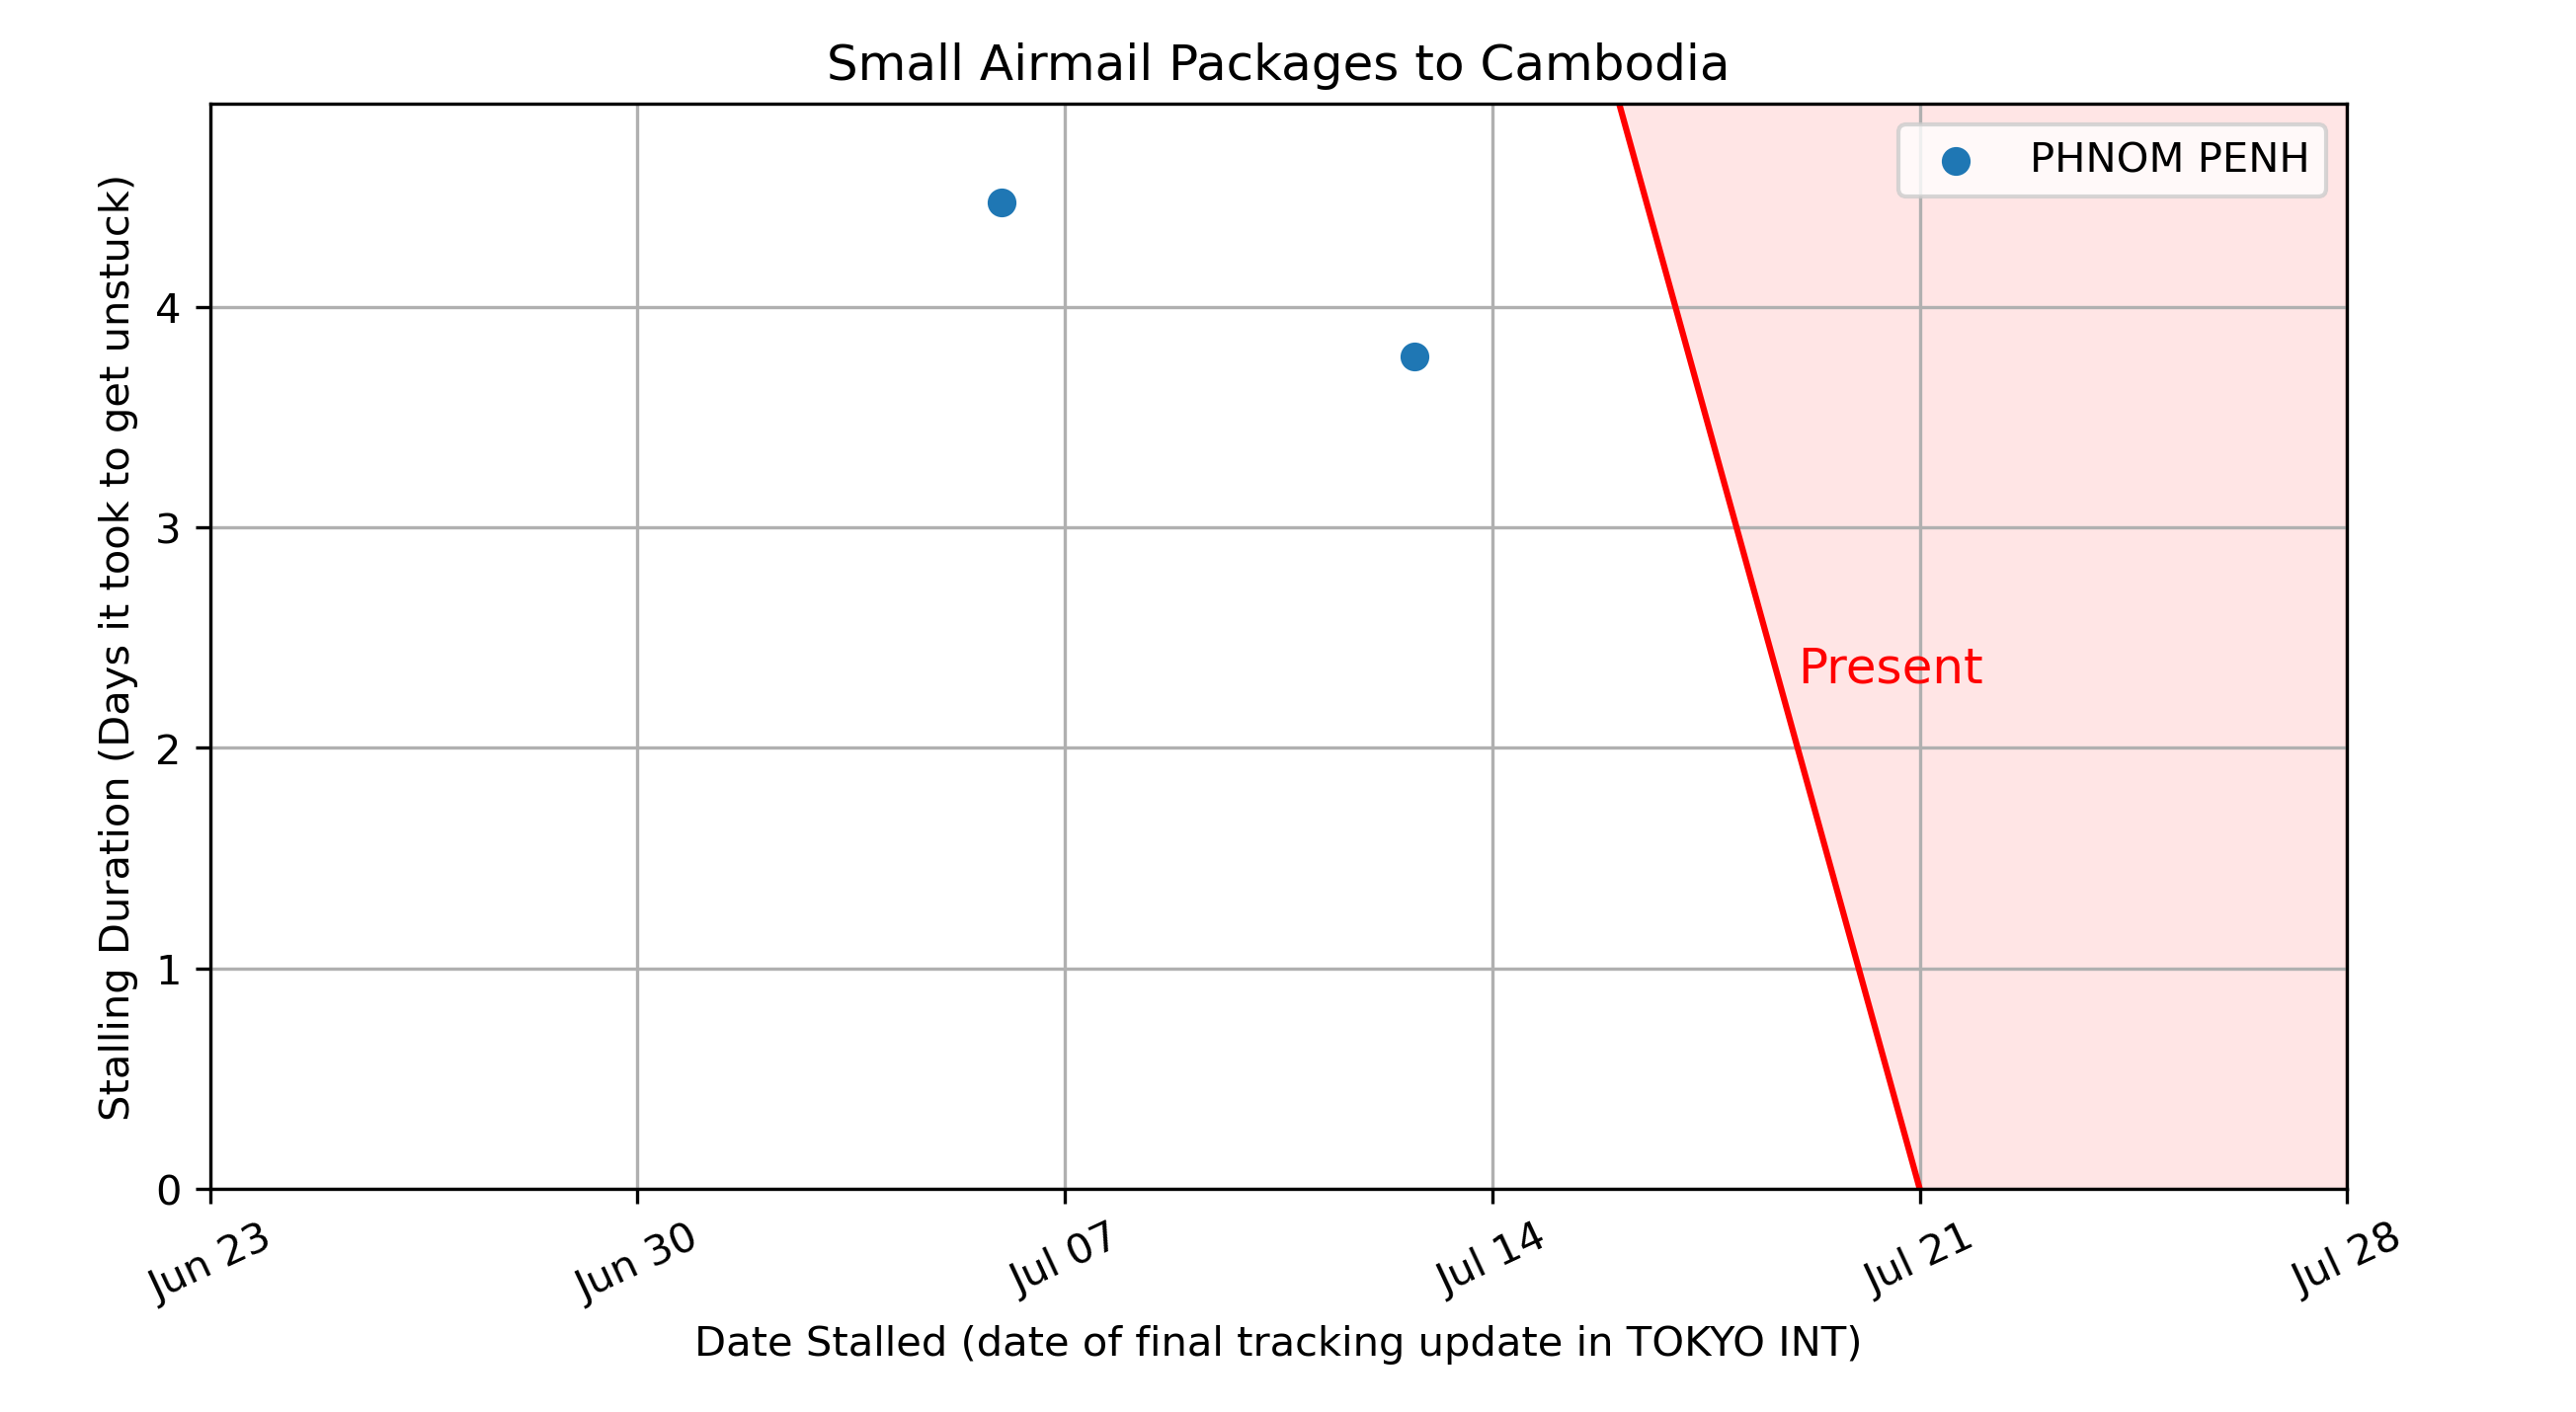 Small Airmail Packages to Cambodia
PHNOM PENH
Stalling Duration (Days it took to get unstuck)
4
3
2
1
0
Present
Jun 23
Jun 30
Jul 07
Jul 14
Jul 21
Jul 28
Date Stalled (date of final tracking update in TOKYO INT)